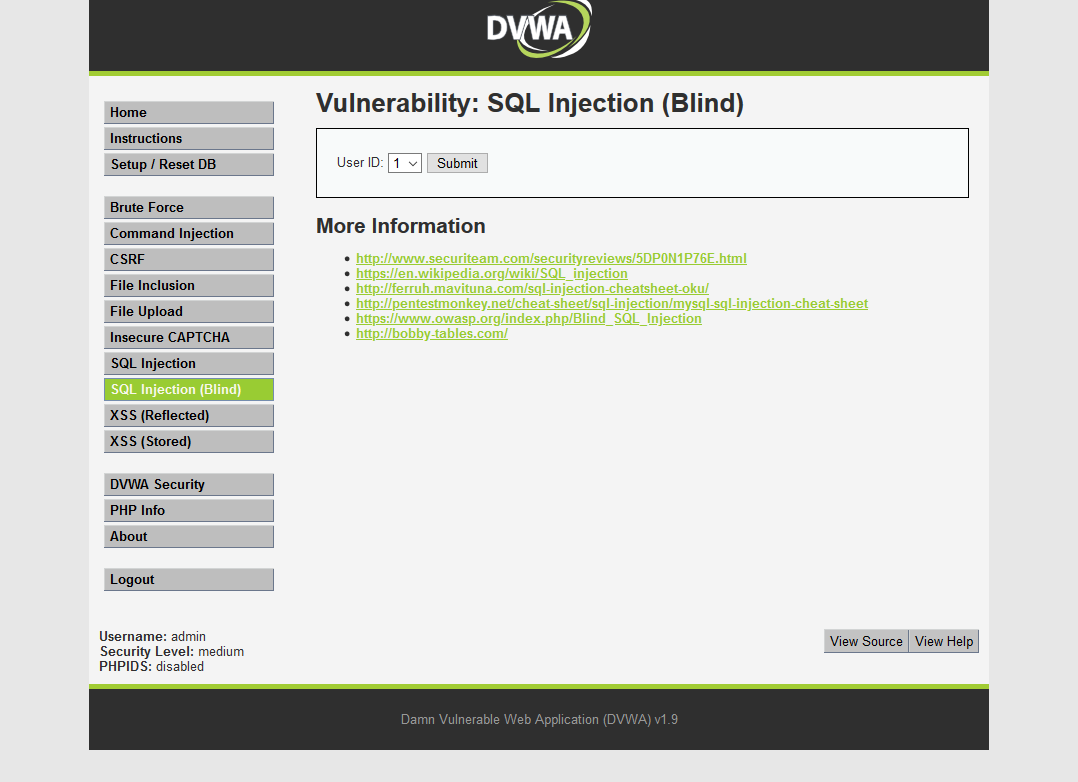 DVWA
Home
Instructions
Setup / Reset DB
Brute Force
Command Injection
CSRF
File Inclusion
File Upload
Insecure CAPTCHA
SQL Injection
SQL Injection (Blind)
XSS (Reflected)
XSS (Stored)
DVWA Security
PHP Info
About
Logout
Vulnerability: SQL Injection (Blind)
User ID: 1 Submit
More Information
http://www.securiteam.com/securityreviews/5DP0N1P76E.html
https://en.wikipedia.org/wiki/SQL_injection
http://ferruh.mavituna.com/sql-injection-cheatsheet-oku/
http://pentestmonkey.net/cheat-sheet/sql-injection/mysql-sql-injection-cheat-sheet
https://www.owasp.org/index.php/Blind_SQL_Injection
http://bobby-tables.com/
Username: admin
Security Level: medium
PHPIDS: disabled
View Source View Help
Damn Vulnerable Web Application (DVWA) v1.9